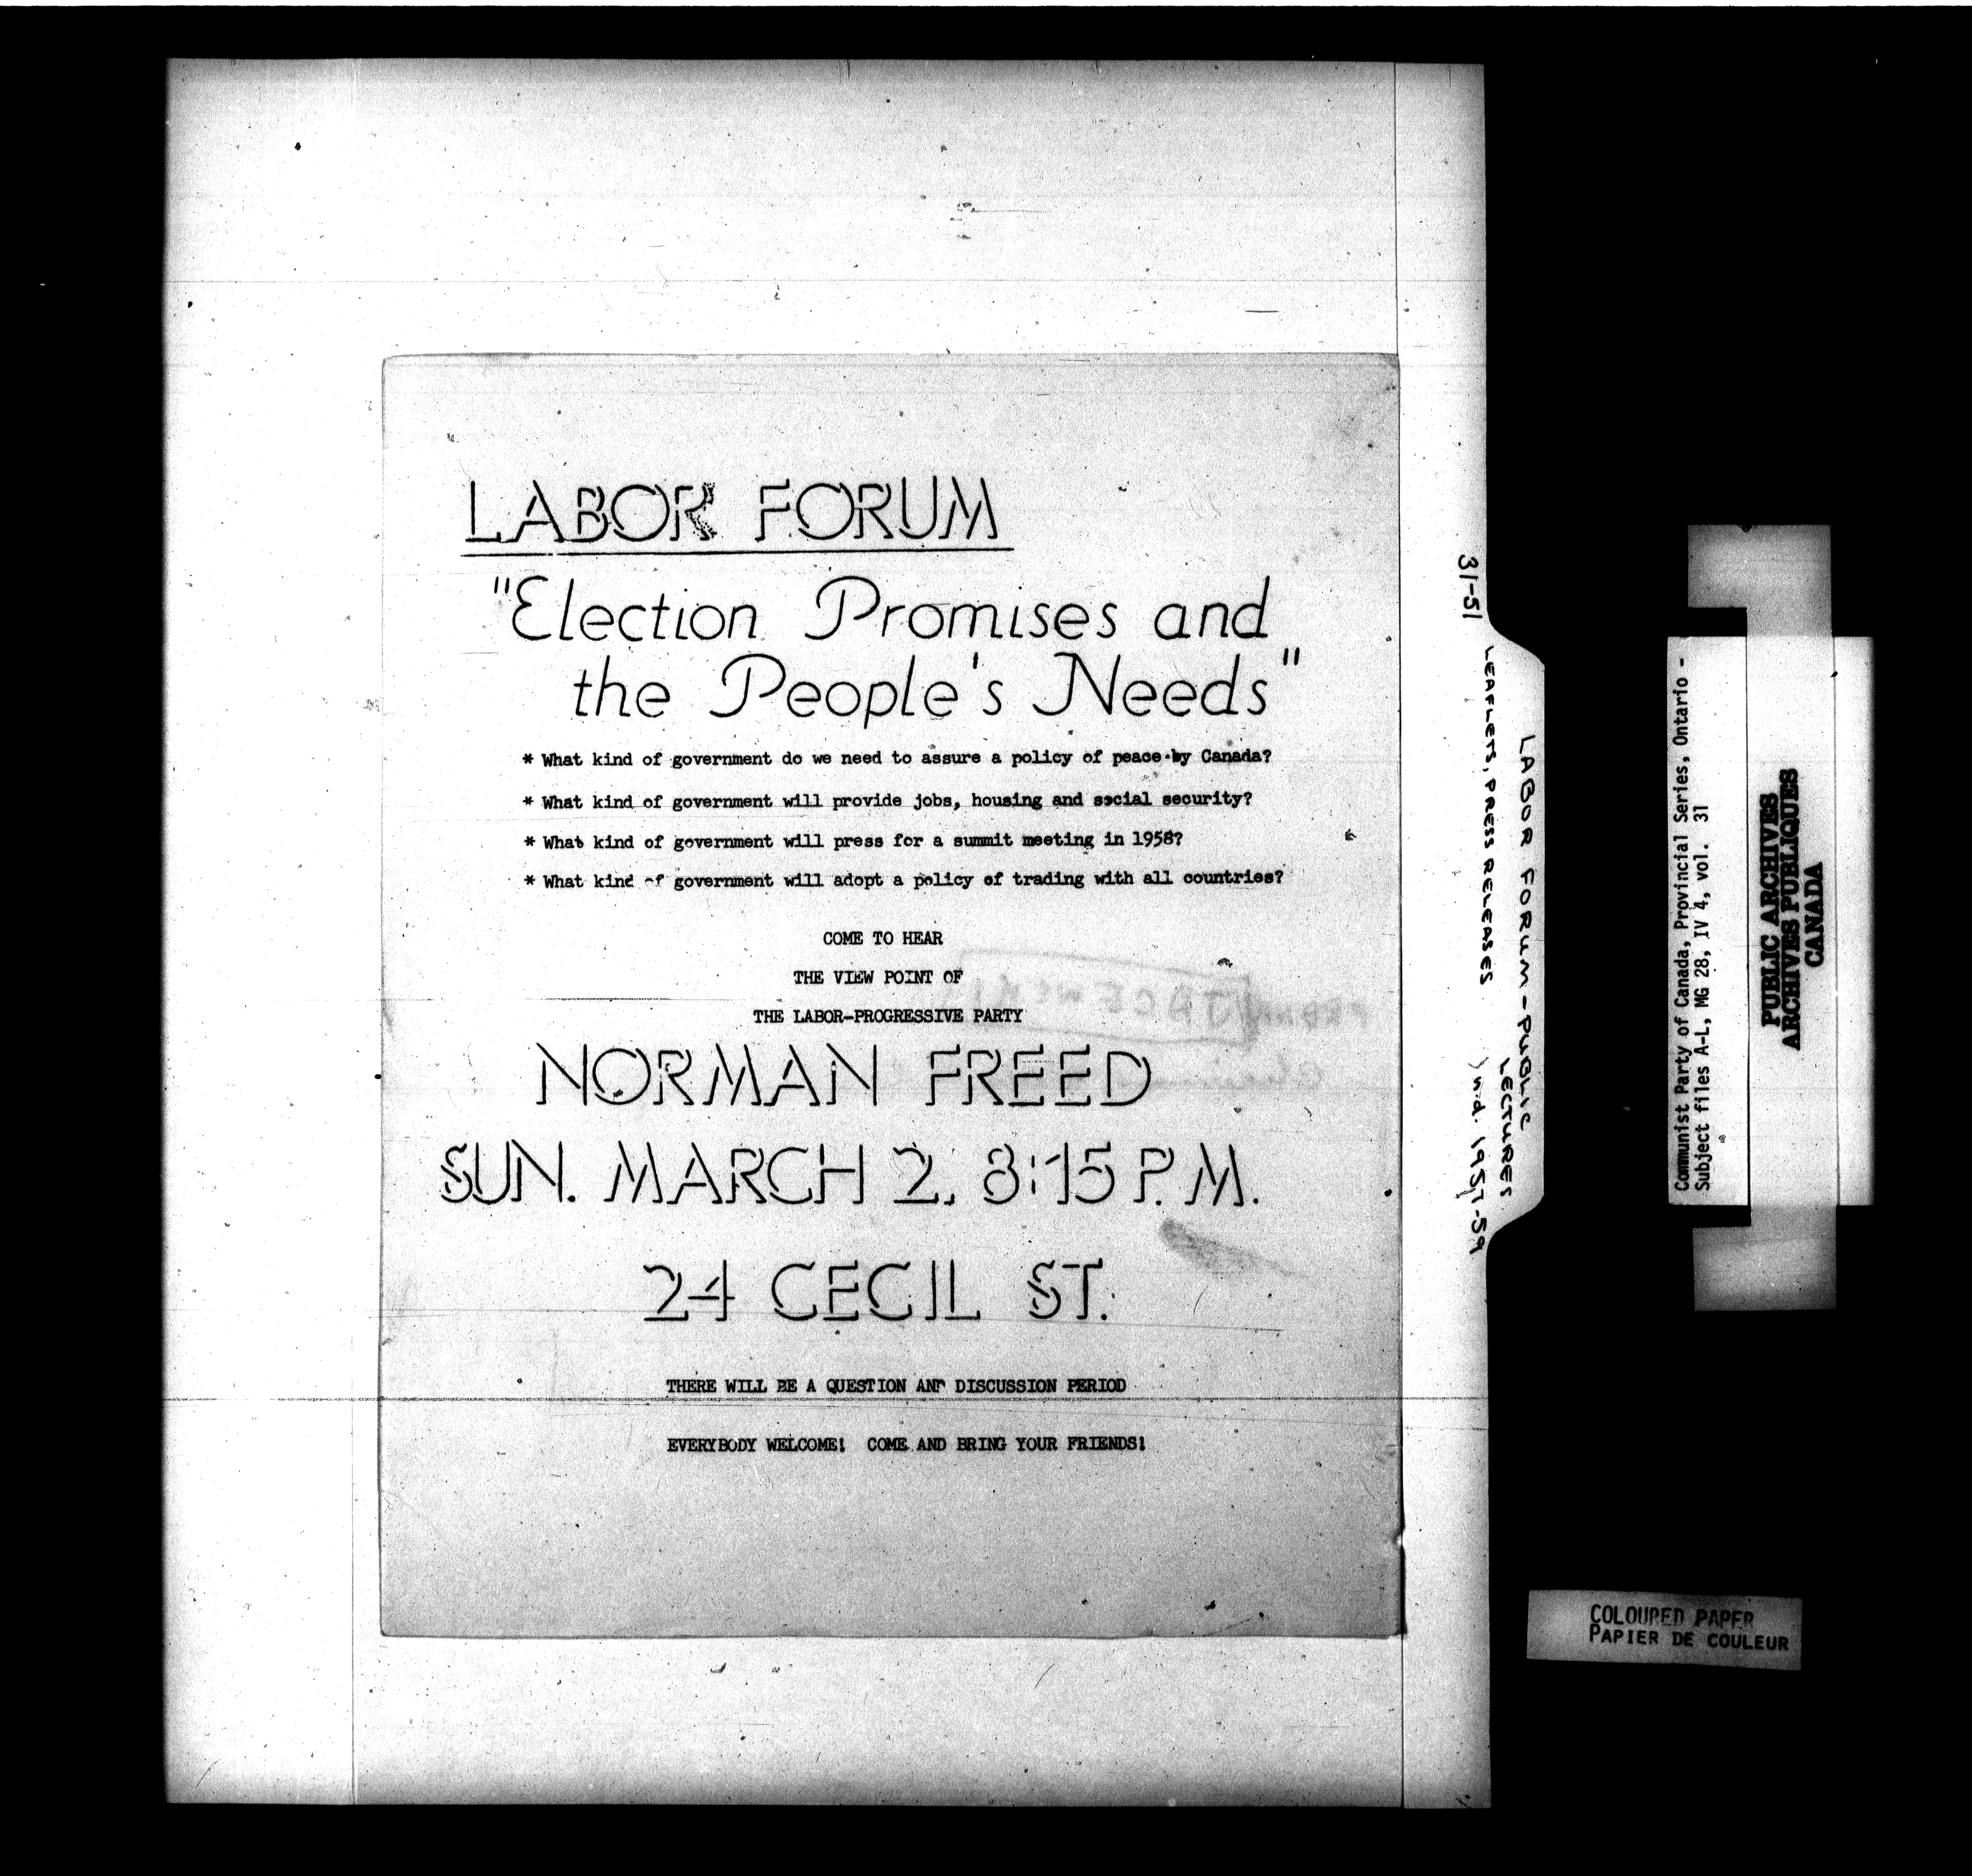 LABOR FORUM
"Election Promises and
the People's Needs"
* What kind of government do we need to assure a policy of peace by Canada?
* What kind of government will provide jobs, housing and social security?
* What kind of government will press for a summit meeting in 1958?
* What kind of government will adopt a policy of trading with all countries?
COME TO HEAR
THE VIEW POINT OF
THE LABOR-PROGRESSIVE PARTY
NORMAN FREED
SUN. MARCH 2, 8:15 P.M.
24 CECIL ST.
THERE WILL BE A QUESTION AND DISCUSSION PERIOD
EVERYBODY WELCOME! COME AND BRING YOUR FRIENDS!
LABOR FORUM - PUBLIC
LECTURES
31-51 LEAFLETS, PRESS RELEASES n.d. 1957-59
Communist Party of Canada, Provincial Series, Ontario -
Subject files A-L, MG 28, IV 4, vol. 31
PUBLIC ARCHIVES
ARCHIVES PUBLIQUES
CANADA
COLOURED PAPER
PAPIER DE COULEUR